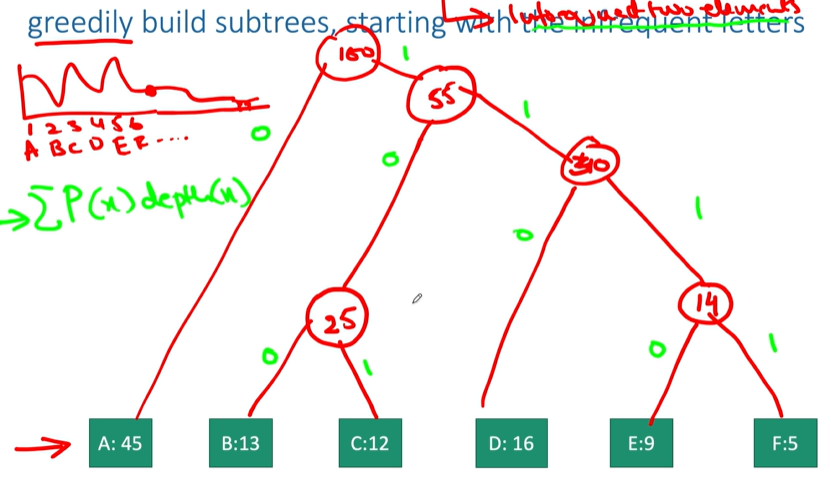 Infrequent two elements
greedily build subtrees, starting with the infrequent letters
100 1
55
1
1 2 3 4 5 6
A B C D E F ....
0
0
30
∑ P(x) depth(x)
1
0
14
25
0
1
0
1
A: 45 B:13 C:12 D: 16 E:9 F:5